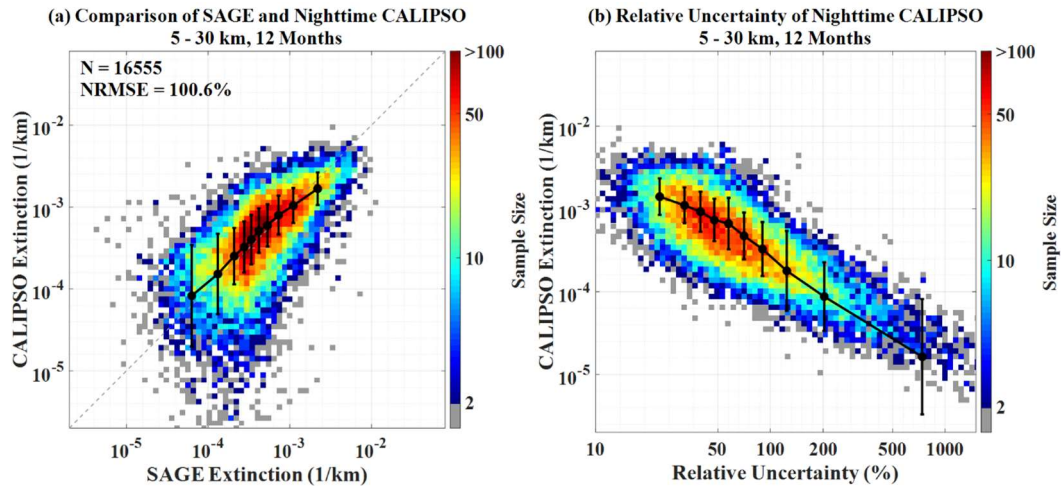 (a) Comparison of SAGE and Nighttime CALIPSO
5 - 30 km, 12 Months
N = 16555
NRMSE = 100.6%
CALIPSO Extinction (1/km)
10⁻²
10⁻³
10⁻⁴
10⁻⁵
10⁻⁵ 10⁻⁴ 10⁻³ 10⁻²
SAGE Extinction (1/km)
>100
50
10
2
Sample Size
(b) Relative Uncertainty of Nighttime CALIPSO
5 - 30 km, 12 Months
CALIPSO Extinction (1/km)
10⁻²
10⁻³
10⁻⁴
10⁻⁵
10 50 100 200 500 1000
Relative Uncertainty (%)
>100
50
10
2
Sample Size